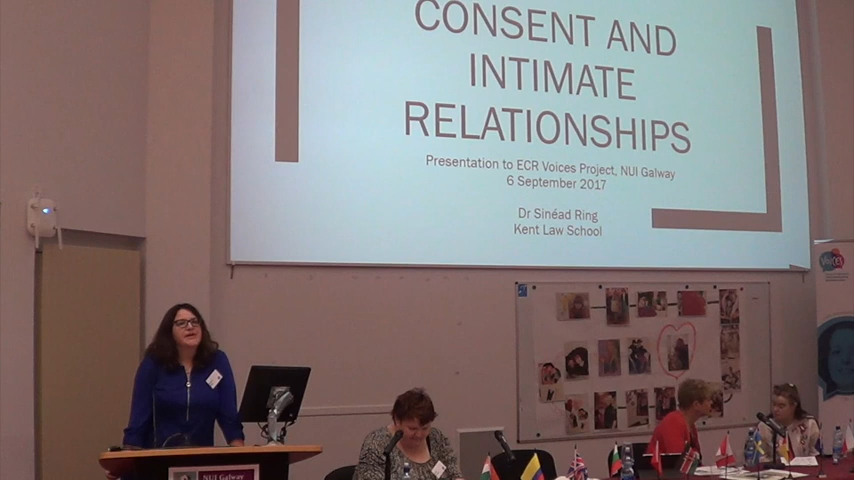 CONSENT AND
INTIMATE
RELATIONSHIPS
Presentation to ECR Voices Project, NUI Galway
6 September 2017
Dr Sinéad Ring
Kent Law School
NUI Galway